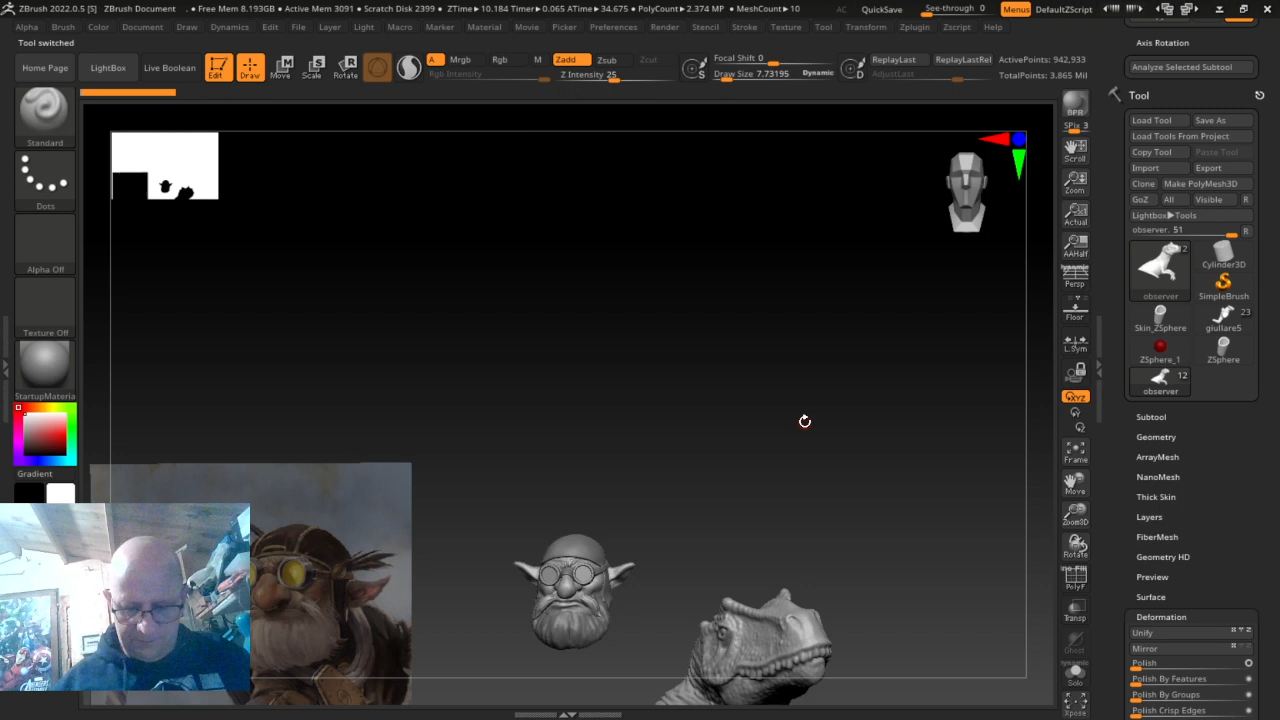 ZBrush 2022.0.5 [S] ZBrush Document . • Free Mem 8.193GB • Active Mem 3091 • Scratch Disk 2399 • ZTime▶10.184 Timer▶0.065 ATime▶34.675 • PolyCount▶2.374 MP • MeshCount▶10 AC QuickSave See-through 0 Menus DefaultZScript
Alpha Brush Color Document Draw Dynamics Edit File Layer Light Macro Marker Material Movie Picker Preferences Render Stencil Stroke Texture Tool Transform Zplugin Zscript Help
Tool switched
Home Page LightBox Live Boolean Edit Draw Move Scale Rotate
A Mrgb Rgb M Zadd Zsub Zcut
Rgb Intensity Z Intensity 25
Focal Shift 0
Draw Size 7.73195 Dynamic
S
D
ReplayLast ReplayLastRel
AdjustLast
ActivePoints: 942,933
TotalPoints: 3.865 Mil
Standard
Dots
Alpha Off
Texture Off
StartupMateria
Gradient
BPR
SPix 3
Scroll
Zoom
Actual
AAHalf
Dynamic
Persp
Floor
L.Sym
XYZ
Y
Z
Frame
Move
Zoom3D
Rotate
Line Fill
PolyF
Transp
Ghost
Dynamic
Solo
Xpose
Axis Rotation
Analyze Selected Subtool
Tool
Load Tool Save As
Load Tools From Project
Copy Tool Paste Tool
Import Export
Clone Make PolyMesh3D
GoZ All Visible R
Lightbox▶Tools
observer. 51 R
12
observer
Cylinder3D
SimpleBrush
Skin_ZSphere
23
giullare5
ZSphere_1
ZSphere
12
observer
Subtool
Geometry
ArrayMesh
NanoMesh
Thick Skin
Layers
FiberMesh
Geometry HD
Preview
Surface
Deformation
Unify
Mirror
Polish
Polish By Features
Polish By Groups
Polish Crisp Edges